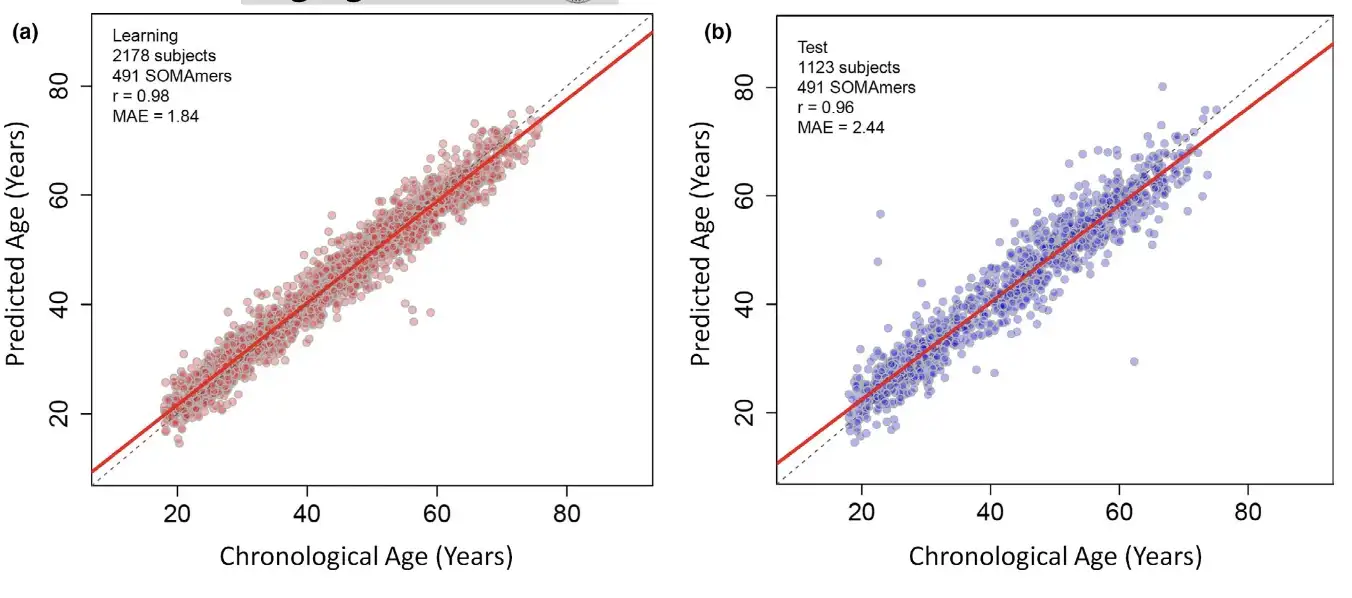 (a)
Learning
2178 subjects
491 SOMAmers
r = 0.98
MAE = 1.84
Predicted Age (Years)
80
60
40
20
20 40 60 80
Chronological Age (Years)
(b)
Test
1123 subjects
491 SOMAmers
r = 0.96
MAE = 2.44
Predicted Age (Years)
80
60
40
20
20 40 60 80
Chronological Age (Years)